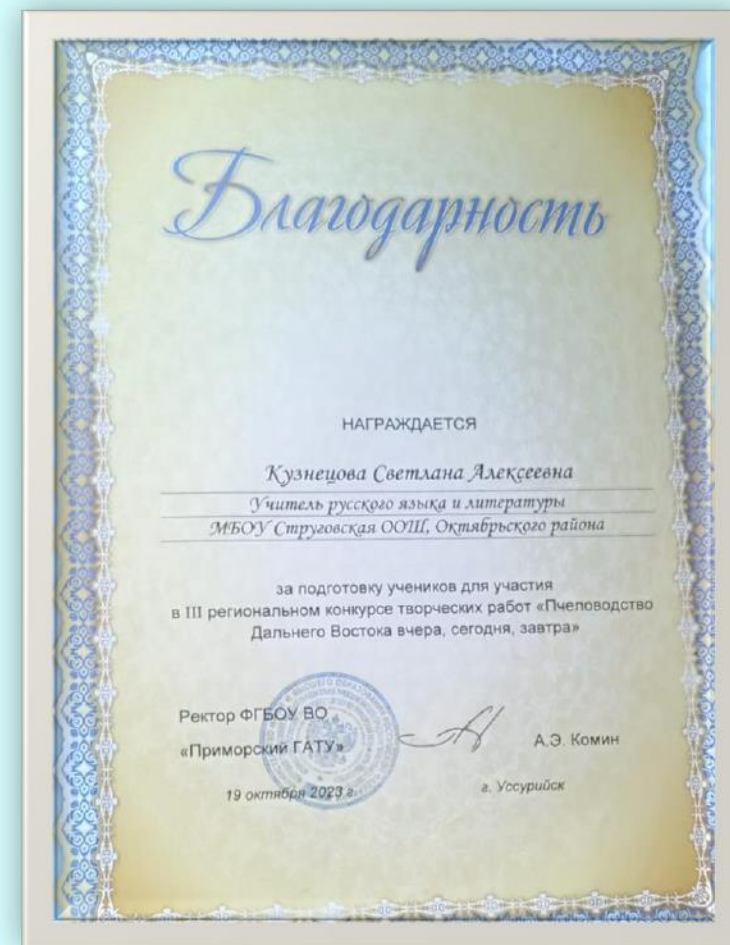 Благодарность
НАГРАЖДАЕТСЯ
Кузнецова Светлана Алексеевна
Учитель русского языка и литературы
МБОУ Струговская ООШ, Октябрьского района
за подготовку учеников для участия
в III региональном конкурсе творческих работ «Пчеловодство
Дальнего Востока вчера, сегодня, завтра»
Ректор ФГБОУ ВО
«Приморский ГАТУ»
А.Э. Комин
19 октября 2023 г.
г. Уссурийск